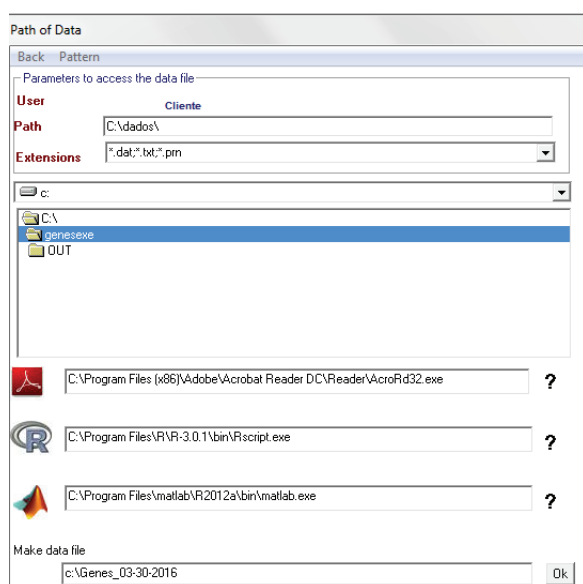 Path of Data
Back Pattern
Parameters to access the data file
User Cliente
Path C:\dados\
Extensions *.dat;*.txt;*.prn
c:
C:\
genesexe
OUT
C:\Program Files (x86)\Adobe\Acrobat Reader DC\Reader\AcroRd32.exe ?
R C:\Program Files\R\R-3.0.1\bin\Rscript.exe ?
C:\Program Files\matlab\R2012a\bin\matlab.exe ?
Make data file
c:\Genes_03-30-2016 Ok